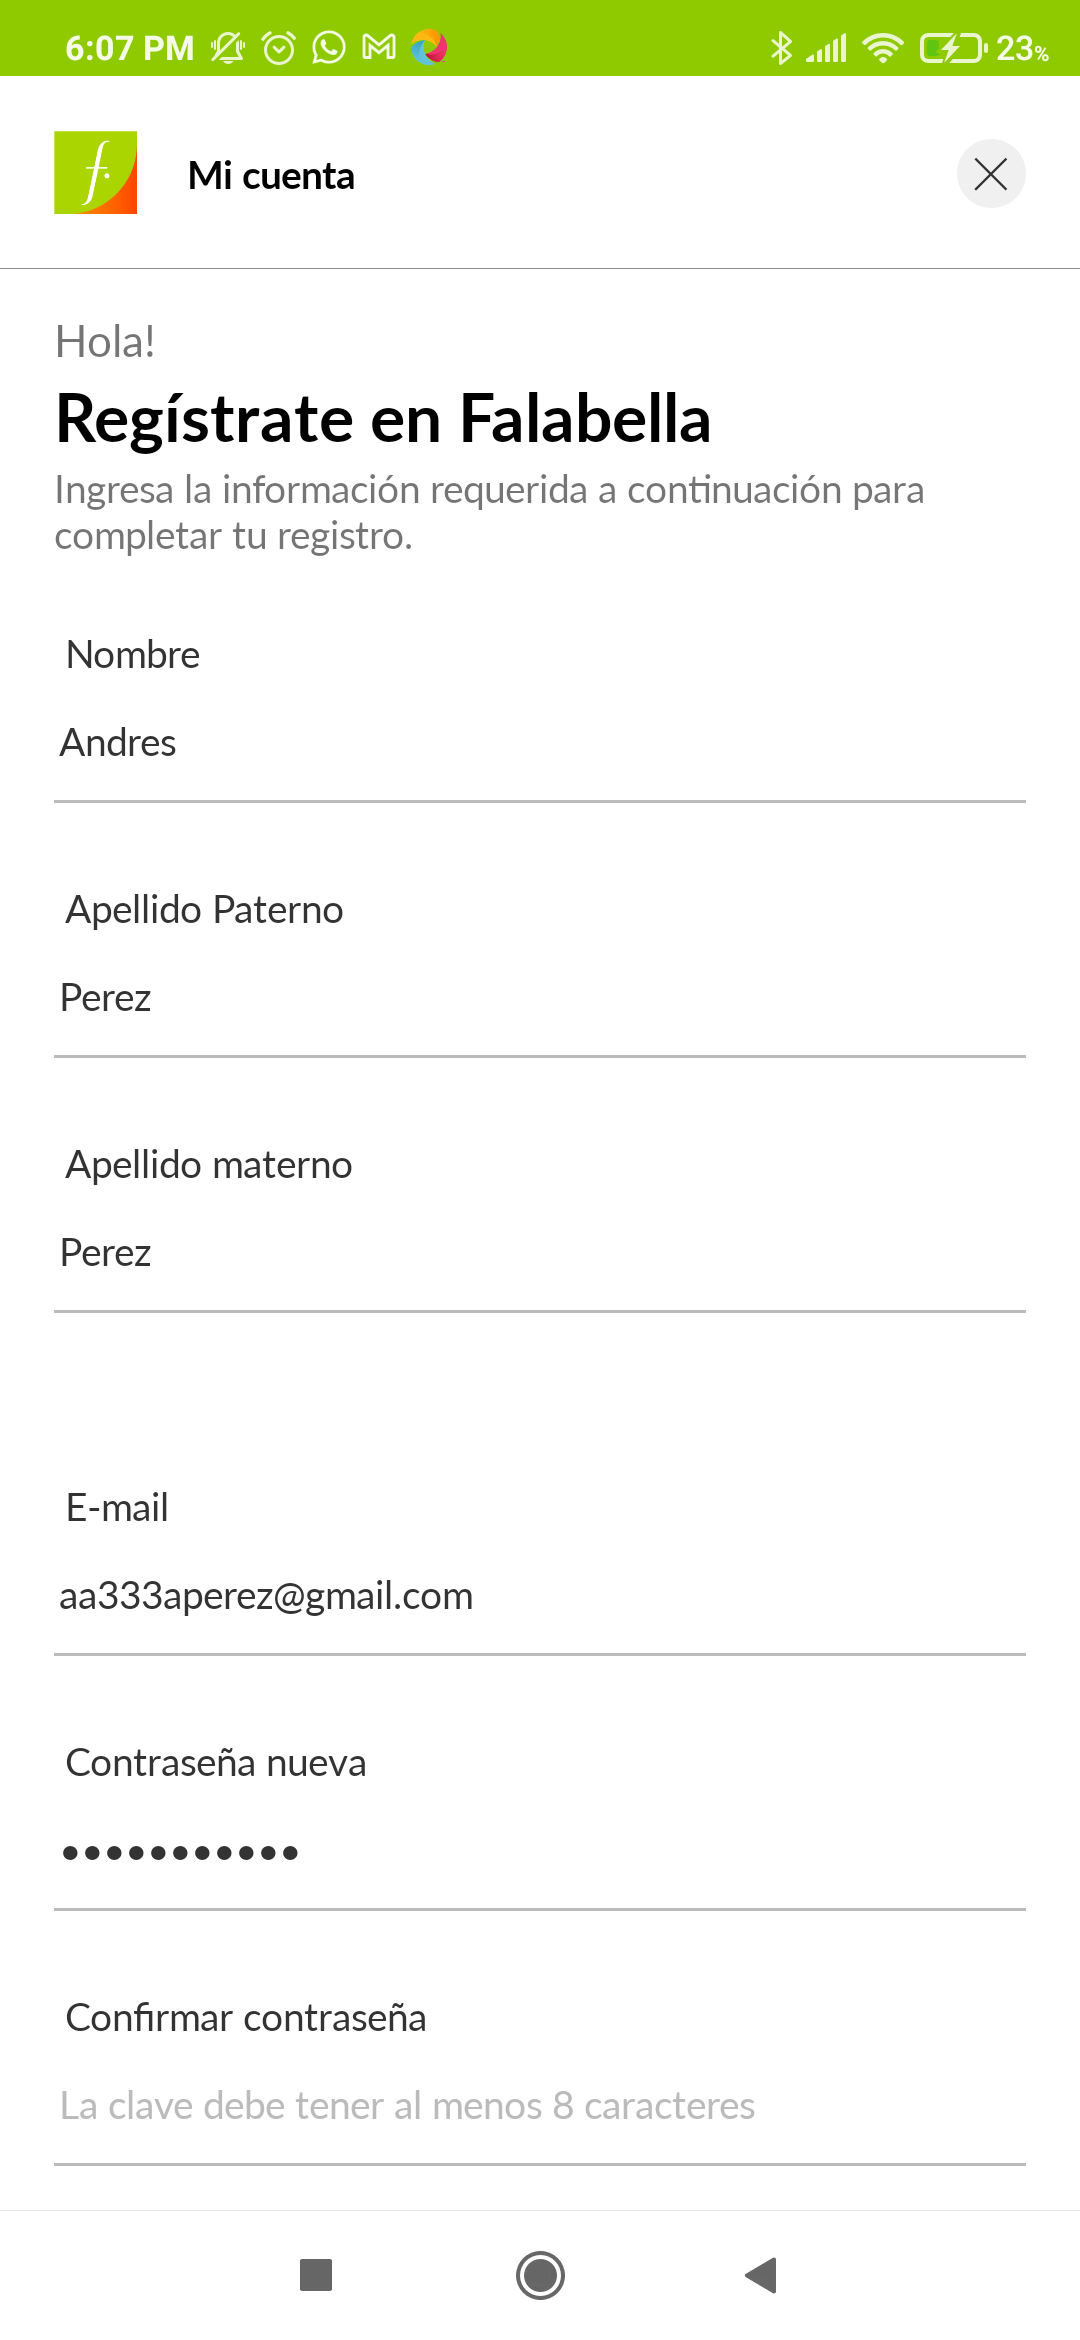 6:07 PM 23%
f.
Mi cuenta
Hola!
Regístrate en Falabella
Ingresa la información requerida a continuación para
completar tu registro.
Nombre
Andres
Apellido Paterno
Perez
Apellido materno
Perez
E-mail
aa333aperez@gmail.com
Contraseña nueva
•••••••••••
Confirmar contraseña
La clave debe tener al menos 8 caracteres